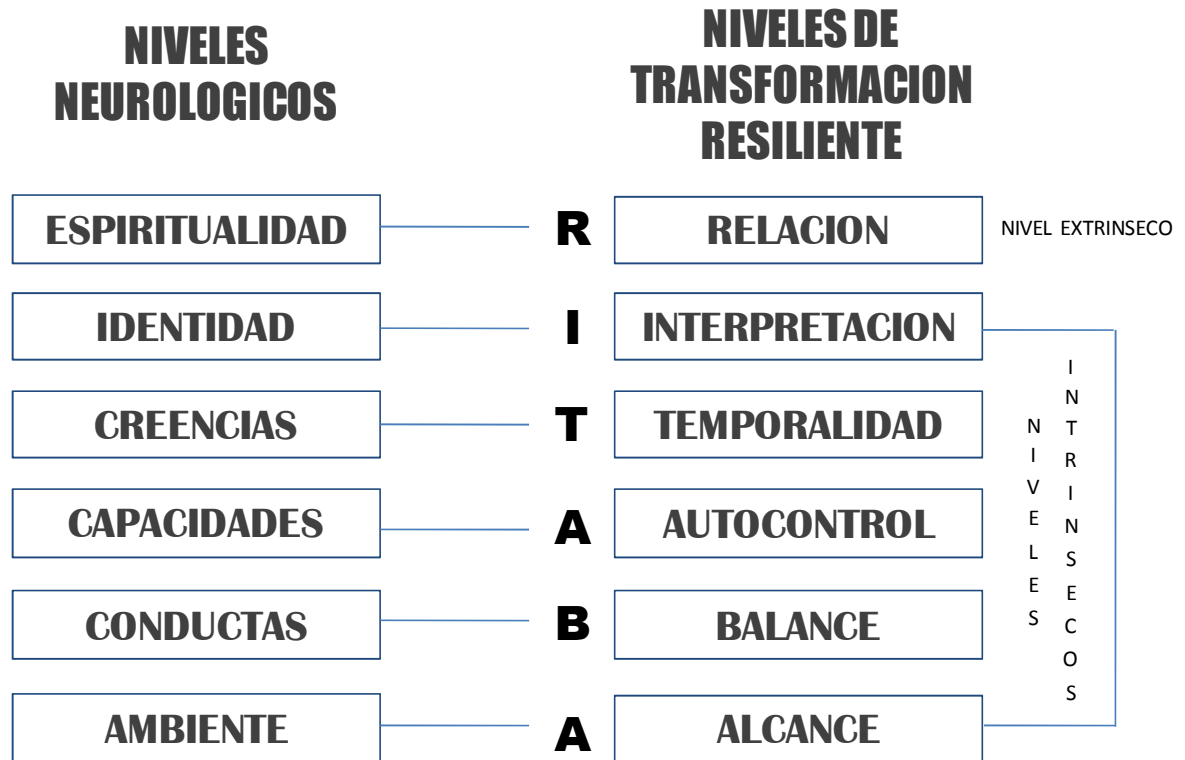 NIVELES
NEUROLOGICOS
NIVELES DE
TRANSFORMACION
RESILIENTE
ESPIRITUALIDAD R RELACION NIVEL EXTRINSECO
IDENTIDAD I INTERPRETACION
CREENCIAS T TEMPORALIDAD
CAPACIDADES A AUTOCONTROL
CONDUCTAS B BALANCE
AMBIENTE A ALCANCE
NIVELES
INTRINSECOS